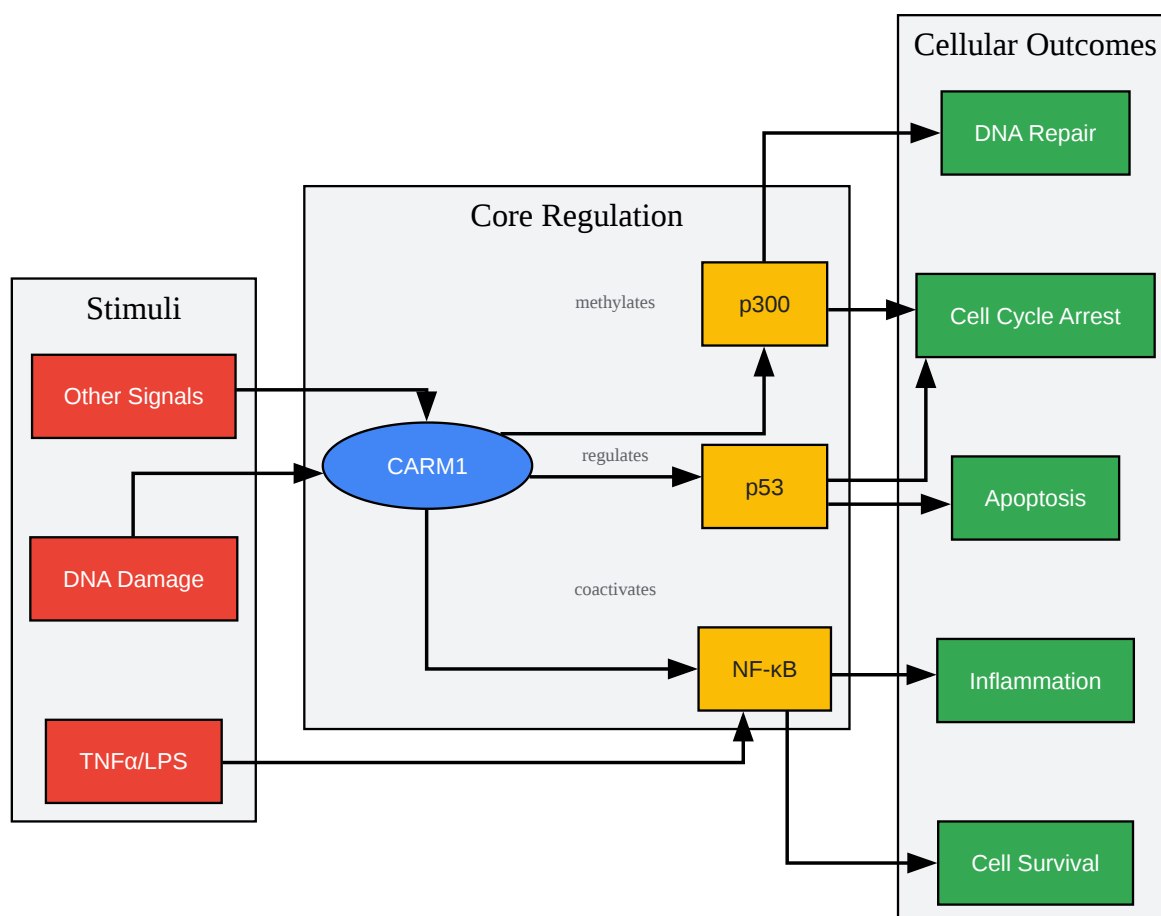 Cellular Outcomes
DNA Repair
Core Regulation
p300
methylates
Stimuli
Cell Cycle Arrest
Other Signals
CARM1
regulates
p53
Apoptosis
DNA Damage
coactivates
NF-κB
Inflammation
TNFα/LPS
Cell Survival